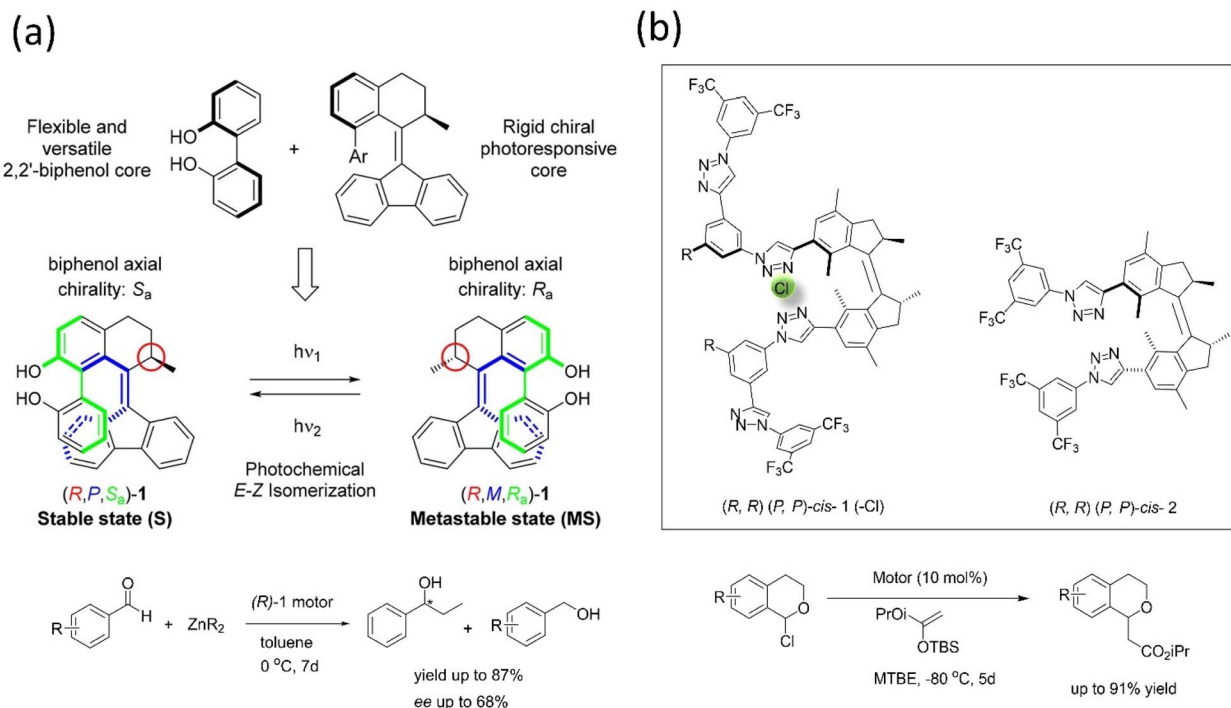 (a)
Flexible and
versatile
2,2'-biphenol core
HO
HO
+
Ar
Rigid chiral
photoresponsive
core
biphenol axial
chirality: Sa
biphenol axial
chirality: Ra
HO
HO
hν1
hν2
Photochemical
E-Z Isomerization
OH
OH
(R,P,Sa)-1
Stable state (S)
(R,M,Ra)-1
Metastable state (MS)
R
O
H
+ ZnR2
(R)-1 motor
toluene
0 °C, 7d
OH
*
+
R
OH
yield up to 87%
ee up to 68%
(b)
F3C
CF3
N
N=N
R
N
N=N
Cl
N=N
N
R
N
N=N
CF3
F3C
(R, R) (P, P)-cis- 1 (-Cl)
F3C
F3C
N
N=N
N=N
N
F3C
CF3
(R, R) (P, P)-cis- 2
R
O
Cl
Motor (10 mol%)
PrOi
OTBS
MTBE, -80 °C, 5d
R
O
CO2iPr
up to 91% yield